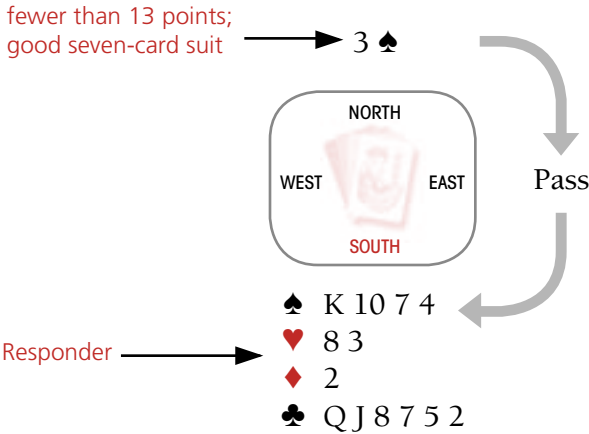 fewer than 13 points;
good seven-card suit
3 ♠
NORTH
WEST
EAST
Pass
SOUTH
♠ K 10 7 4
Responder
♥ 8 3
♦ 2
♣ Q J 8 7 5 2